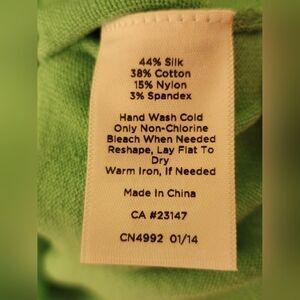 44% Silk
38% Cotton
15% Nylon
3% Spandex
Hand Wash Cold
Only Non-Chlorine
Bleach When Needed
Reshape, Lay Flat To
Dry
Warm Iron, If Needed
Made In China
CA #23147
CN4992 01/14